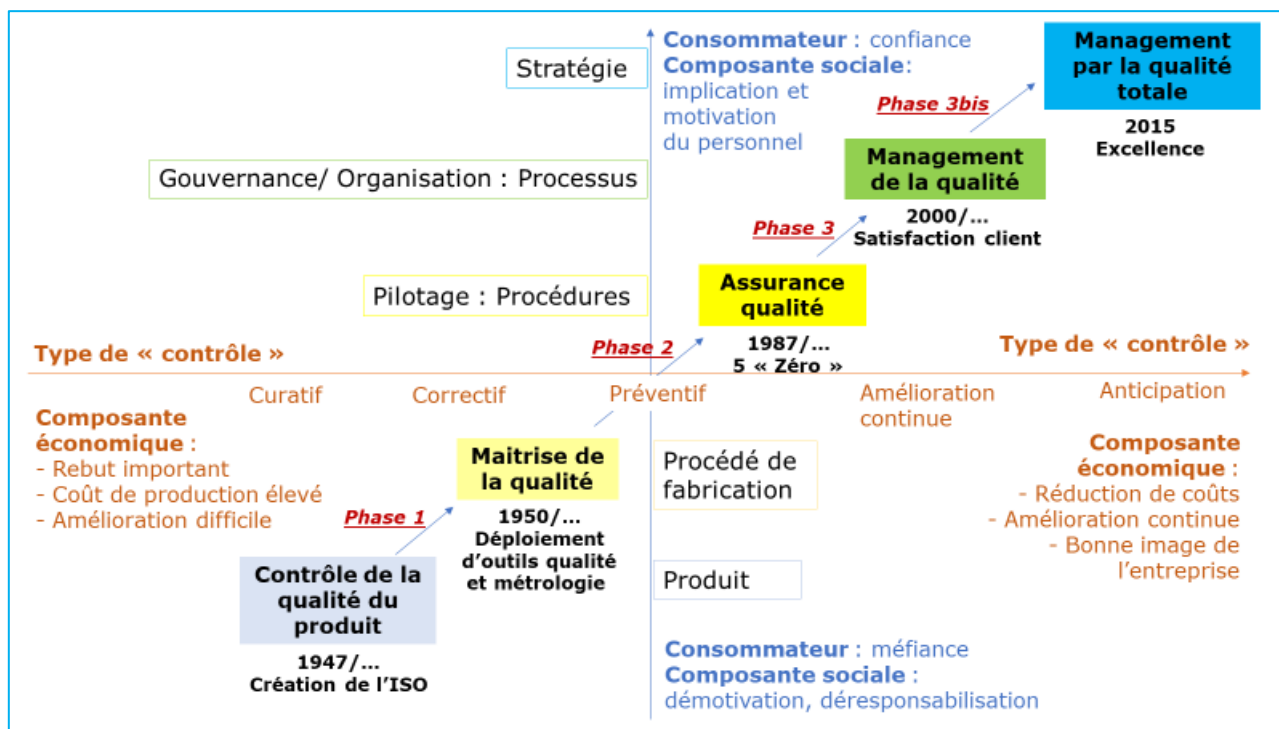 Stratégie
Consommateur : confiance
Composante sociale:
implication et
motivation
du personnel
Management
par la qualité
totale
2015
Excellence
Phase 3bis
Gouvernance/ Organisation : Processus
Management
de la qualité
2000/...
Satisfaction client
Phase 3
Pilotage : Procédures
Assurance
qualité
1987/...
5 « Zéro »
Phase 2
Type de « contrôle »
Type de « contrôle »
Curatif
Correctif
Préventif
Amélioration
continue
Anticipation
Composante
économique :
- Rebut important
- Coût de production élevé
- Amélioration difficile
Maitrise de
la qualité
1950/...
Déploiement
d'outils qualité
et métrologie
Phase 1
Procédé de
fabrication
Composante
économique :
- Réduction de coûts
- Amélioration continue
- Bonne image de
l'entreprise
Contrôle de la
qualité du
produit
1947/...
Création de l'ISO
Produit
Consommateur : méfiance
Composante sociale :
démotivation, déresponsabilisation